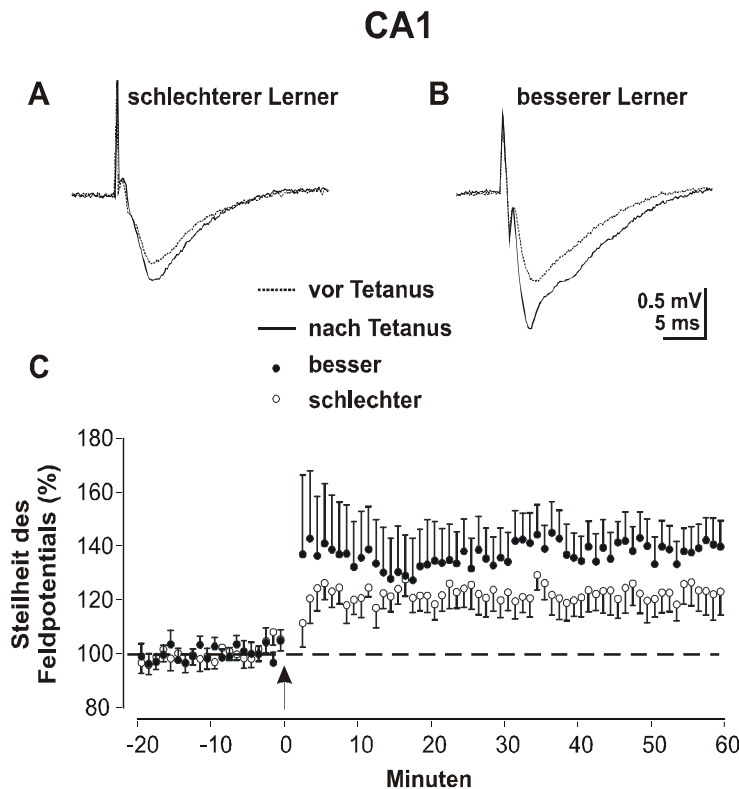 CA1
A
schlechterer Lerner
B
besserer Lerner
vor Tetanus
nach Tetanus
0.5 mV
5 ms
C
besser
schlechter
Steilheit des
Feldpotentials (%)
180
160
140
120
100
80
-20 -10 0 10 20 30 40 50 60
Minuten